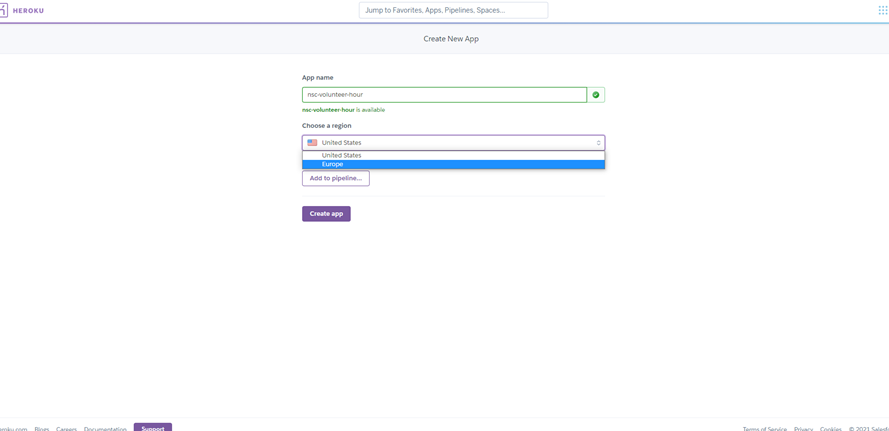 HEROKU
Jump to Favorites, Apps, Pipelines, Spaces...
Create New App
App name
nsc-volunteer-hour
nsc-volunteer-hour is available
Choose a region
United States
United States
Europe
Add to pipeline...
Create app
eroku.com Blogs Careers Documentation Support Terms of Service Privacy Cookies © 2021 Salesf